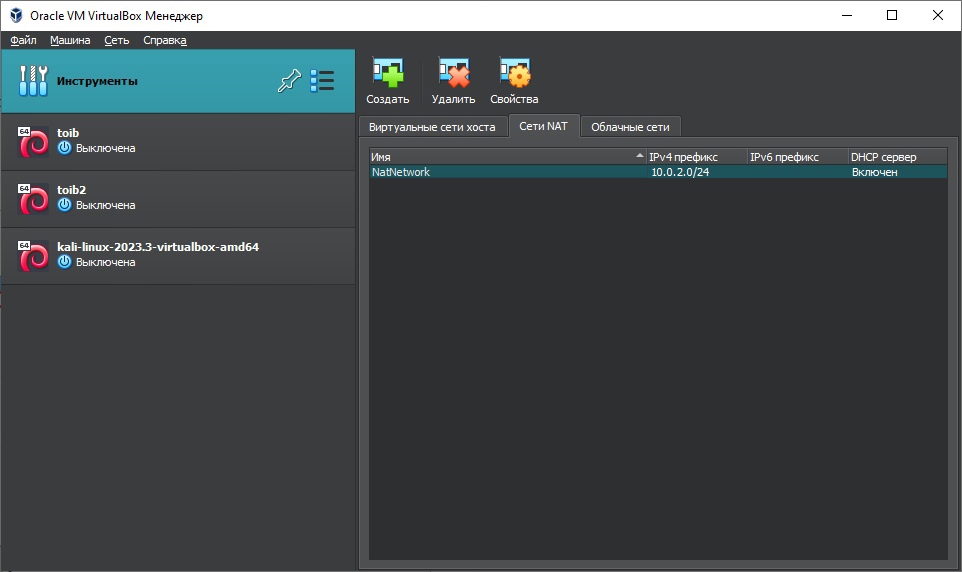 Oracle VM VirtualBox Менеджер
Файл Машина Сеть Справка
Инструменты
64 toib
Выключена
64 toib2
Выключена
64 kali-linux-2023.3-virtualbox-amd64
Выключена
Создать Удалить Свойства
Виртуальные сети хоста Сети NAT Облачные сети
Имя IPv4 префикс IPv6 префикс DHCP сервер
NatNetwork 10.0.2.0/24 Включен